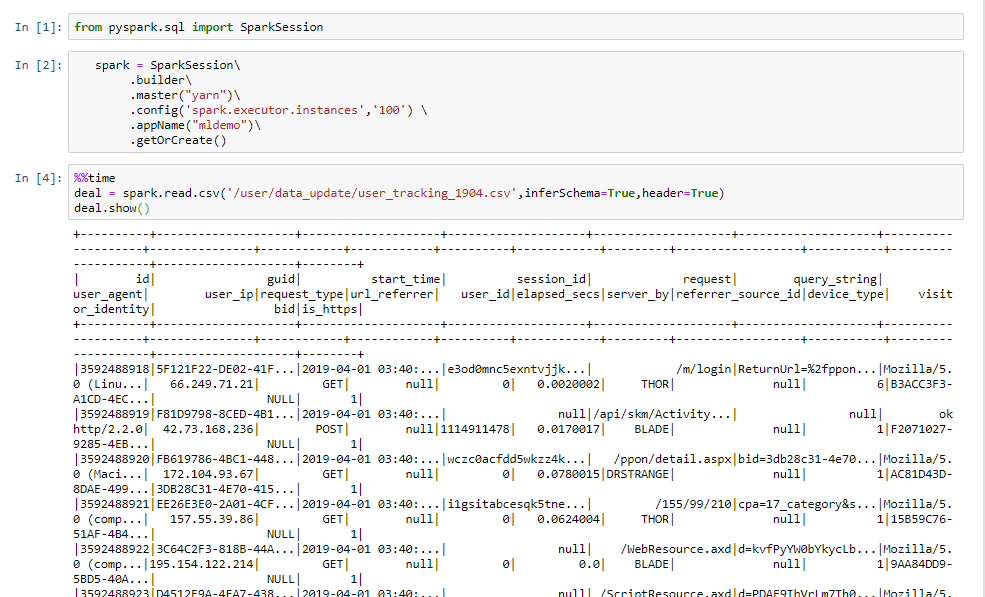 In [1]: from pyspark.sql import SparkSession
In [2]: spark = SparkSession\
.builder\
.master("yarn")\
.config('spark.executor.instances','100') \
.appName("mldemo")\
.getOrCreate()
In [4]: %%time
deal = spark.read.csv('/user/data_update/user_tracking_1904.csv',inferSchema=True,header=True)
deal.show()
+----------+--------------------+--------------------+--------------------+--------------------+--------------------+----------
----------+---------------+------------+------------+----------+------------+---------+------------------+-----------+---------
-----------+--------------------+--------+
| id| guid| start_time| session_id| request| query_string|
user_agent| user_ip|request_type|url_referrer| user_id|elapsed_secs|server_by|referrer_source_id|device_type| visit
or_identity| bid|is_https|
+----------+--------------------+--------------------+--------------------+--------------------+--------------------+----------
----------+---------------+------------+------------+----------+------------+---------+------------------+-----------+---------
-----------+--------------------+--------+
|3592488918|5F121F22-DE02-41F...|2019-04-01 03:40:...|e3od0mnc5exntvjjk...| /m/login|ReturnUrl=%2fppon...|Mozilla/5.
0 (Linu...| 66.249.71.21| GET| null| 0| 0.0020002| THOR| null| 6|B3ACC3F3-
A1CD-4EC...| NULL| 1|
|3592488919|F81D9798-8CED-4B1...|2019-04-01 03:40:...| null|/api/skm/Activity...| null| ok
http/2.2.0| 42.73.168.236| POST| null|1114911478| 0.0170017| BLADE| null| 1|F2071027-
9285-4EB...| NULL| 1|
|3592488920|FB619786-4BC1-448...|2019-04-01 03:40:...|wczc0acfdd5wkzz4k...| /ppon/detail.aspx|bid=3db28c31-4e70...|Mozilla/5.
0 (Maci...| 172.104.93.67| GET| null| 0| 0.0780015|DRSTRANGE| null| 1|AC81D43D-
8DAE-499...|3DB28C31-4E70-415...| 1|
|3592488921|EE26E3E0-2A01-4CF...|2019-04-01 03:40:...|i1gsitabcesqk5tne...| /155/99/210|cpa=17_category&s...|Mozilla/5.
0 (comp...| 157.55.39.86| GET| null| 0| 0.0624004| THOR| null| 1|15B59C76-
51AF-4B4...| NULL| 1|
|3592488922|3C64C2F3-818B-44A...|2019-04-01 03:40:...| null| /WebResource.axd|d=kvfPyYW0bYkycLb...|Mozilla/5.
0 (comp...|195.154.122.214| GET| null| 0| 0.0| BLADE| null| 1|9AA84DD9-
5BD5-40A...| NULL| 1|
|3592488923|D4512F9A-4FA7-438...|2019-04-01 03:40:...| null| /ScriptResource.axd|